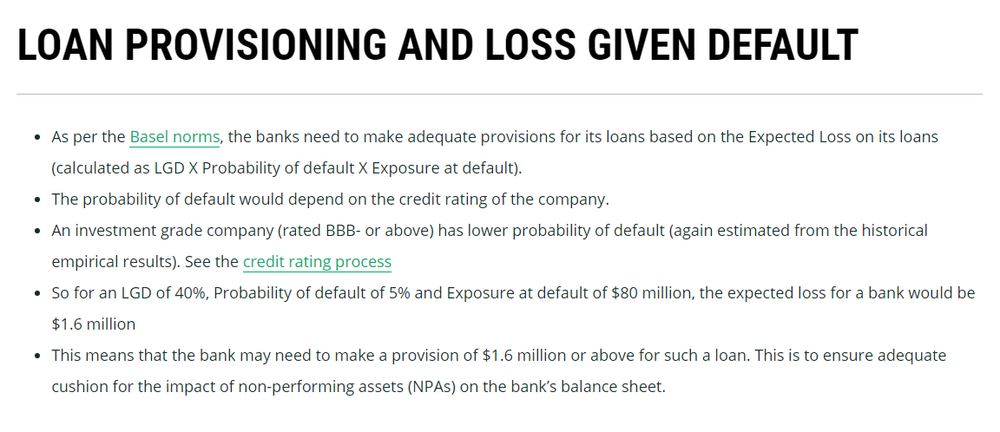 LOAN PROVISIONING AND LOSS GIVEN DEFAULT
• As per the Basel norms, the banks need to make adequate provisions for its loans based on the Expected Loss on its loans
(calculated as LGD X Probability of default X Exposure at default).
• The probability of default would depend on the credit rating of the company.
• An investment grade company (rated BBB- or above) has lower probability of default (again estimated from the historical
empirical results). See the credit rating process
• So for an LGD of 40%, Probability of default of 5% and Exposure at default of $80 million, the expected loss for a bank would be
$1.6 million
• This means that the bank may need to make a provision of $1.6 million or above for such a loan. This is to ensure adequate
cushion for the impact of non-performing assets (NPAs) on the bank’s balance sheet.